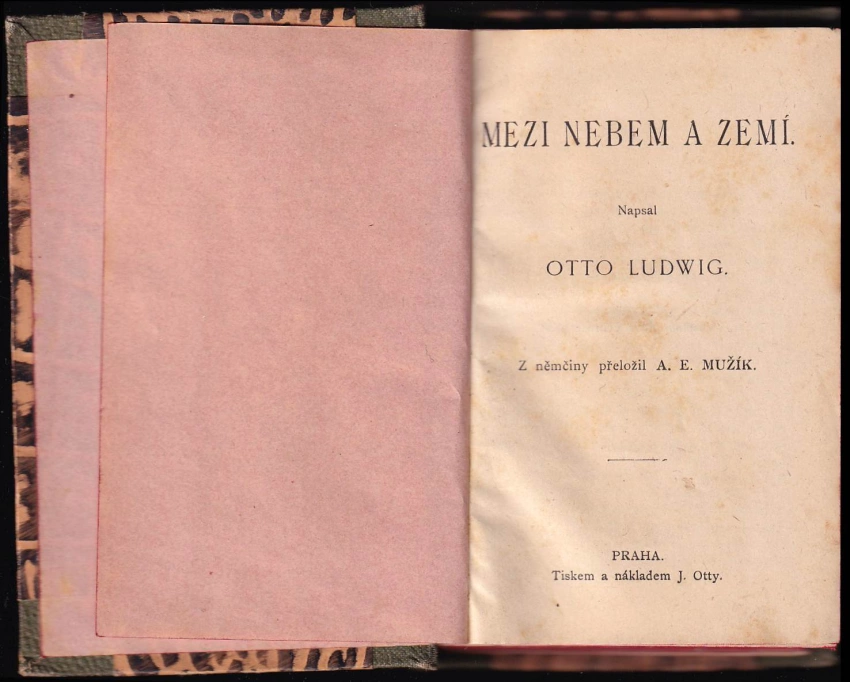 MEZI NEBEM A ZEMÍ.
Napsal
OTTO LUDWIG.
Z němčiny přeložil A. E. MUŽÍK.
PRAHA.
Tiskem a nákladem J. Otty.